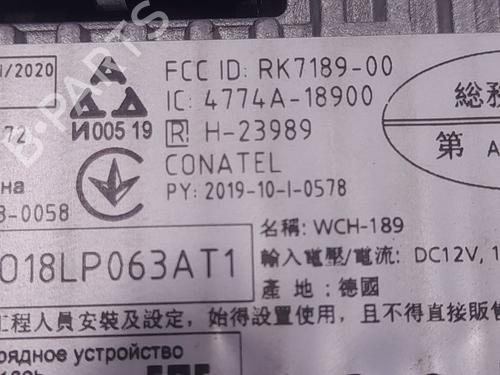 /2020
FCC ID: RK7189-00
IC: 4774A-18900
И005 19
R H-23989
72
CONATEL
PY: 2019-10-I-0578
на
-0058
總務
第 A
名稱: WCH-189
輸入電壓/電流: DC12V, 1
產地: 德國
018LP063AT1
工程人員安裝及設定, 始得設置使用, 且不得直接販售
рядное устройство
B-PARTS